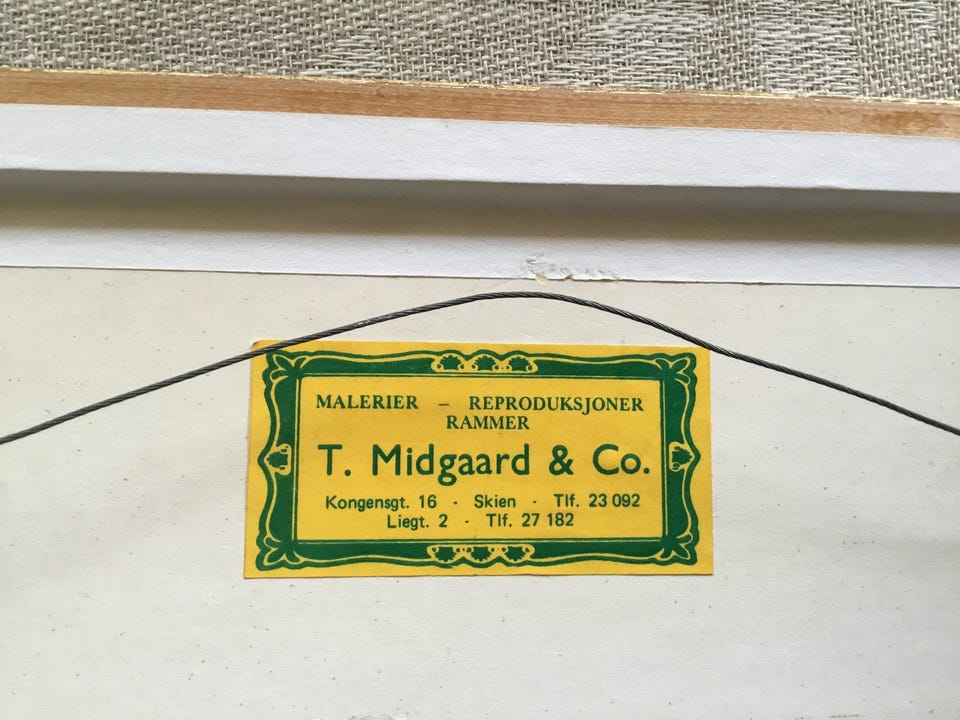 MALERIER – REPRODUKSJONER
RAMMER
T. Midgaard & Co.
Kongensgt. 16 - Skien - Tlf. 23 092
Liegt. 2 - Tlf. 27 182